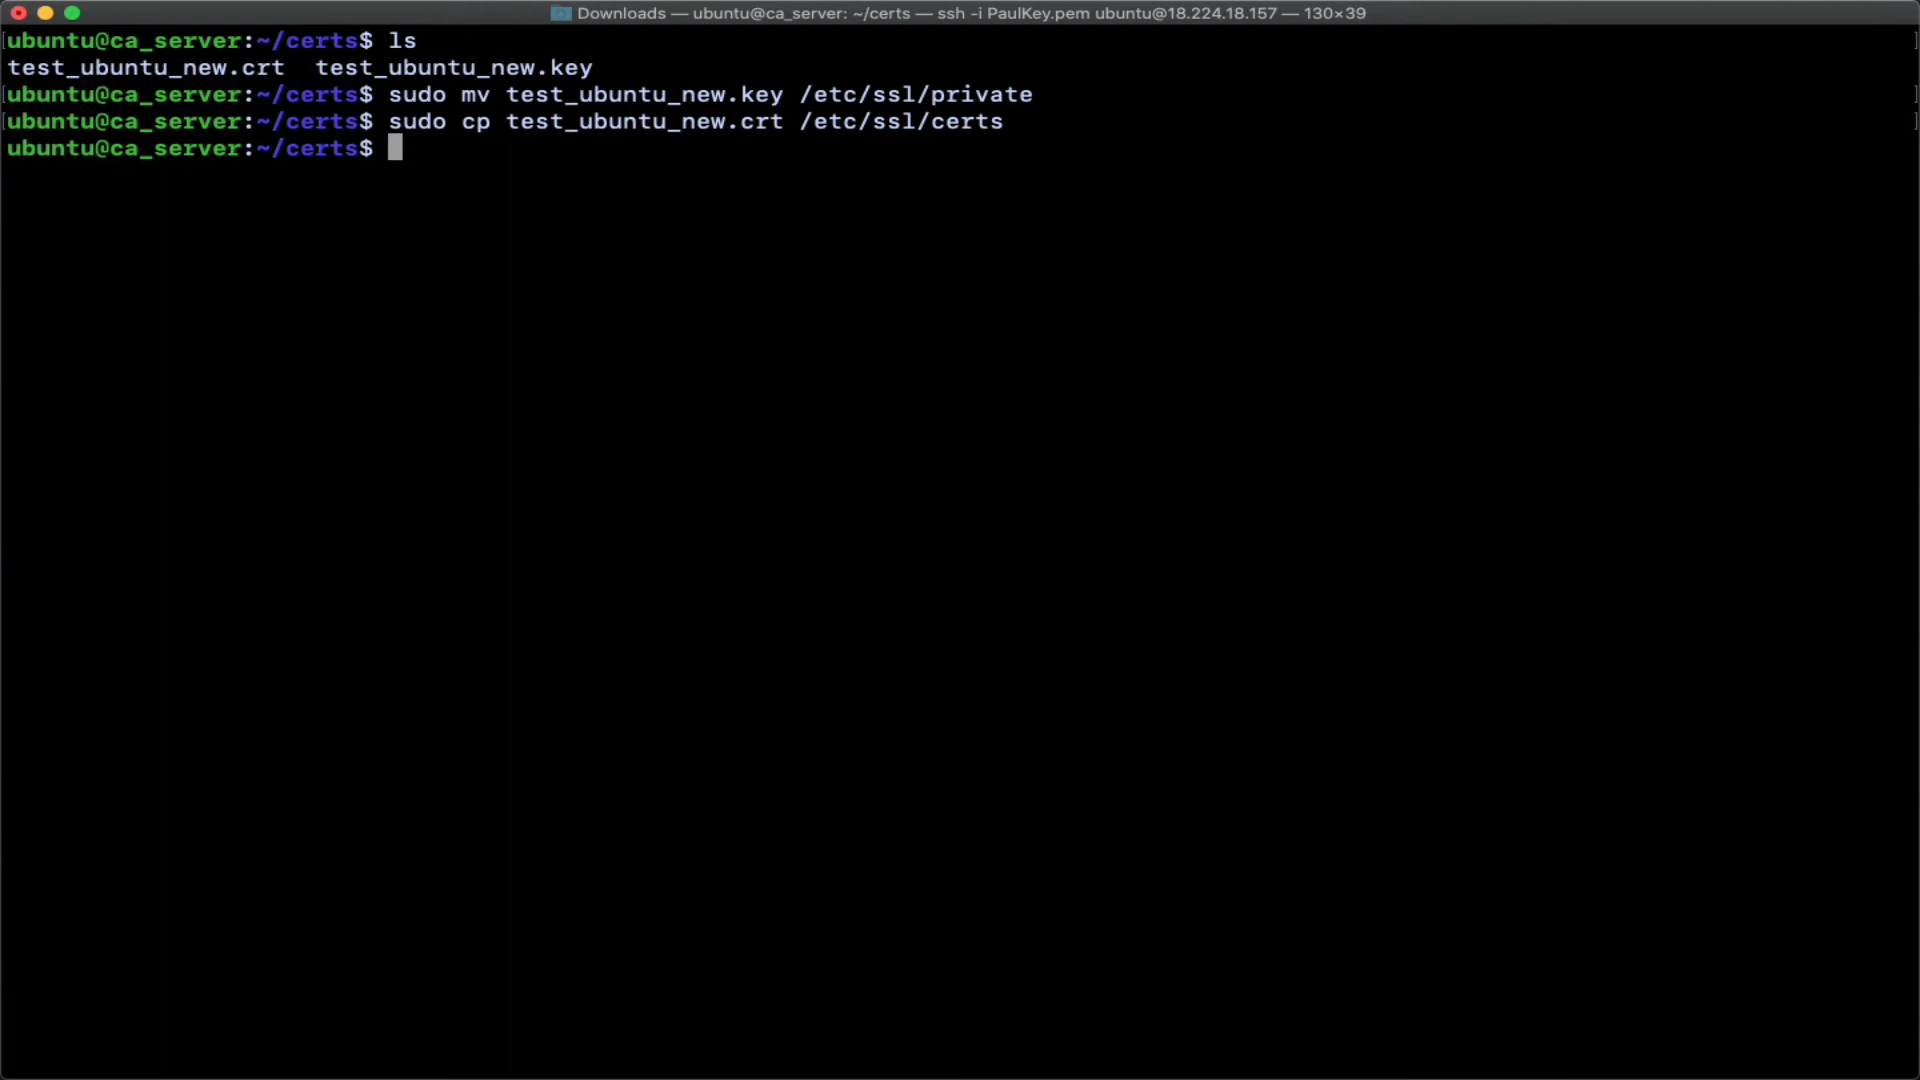 Downloads — ubuntu@ca_server: ~/certs — ssh -i PaulKey.pem ubuntu@18.224.18.157 — 130×39
[ubuntu@ca_server:~/certs$ ls ]
test_ubuntu_new.crt  test_ubuntu_new.key
[ubuntu@ca_server:~/certs$ sudo mv test_ubuntu_new.key /etc/ssl/private ]
[ubuntu@ca_server:~/certs$ sudo cp test_ubuntu_new.crt /etc/ssl/certs ]
ubuntu@ca_server:~/certs$